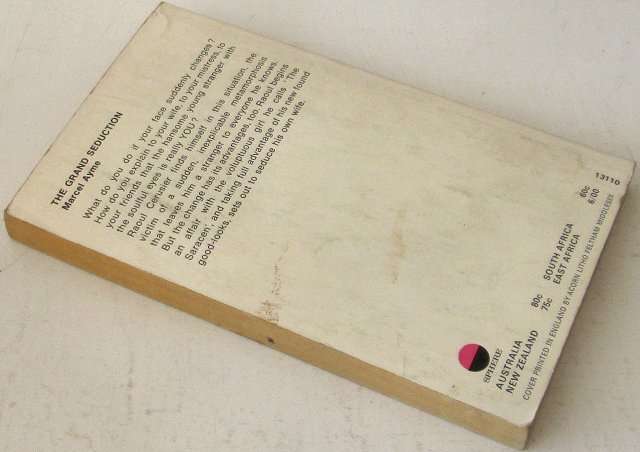 THE GRAND SEDUCTION
Marcel Ayme
What do you do if your face suddenly changes?
How do you explain to your wife, to your mistress, to
your friends that the handsome young stranger with
the soulful eyes is really YOU?
Raoul Cerusier finds himself in this situation, the
victim of a sudden, inexplicable metamorphosis
that leaves him a stranger to everyone he knows.
But the change has its advantages, too. Raoul begins
an affair with the voluptuous girl he calls 'The
Saracen', and taking full advantage of his new found
good-looks, sets out to seduce his own wife.
13110
SPHERE
AUSTRALIA 80c
NEW ZEALAND 75c
SOUTH AFRICA 60c
EAST AFRICA 6/00
COVER PRINTED IN ENGLAND BY ACORN LITHO FELTHAM MIDDLESEX